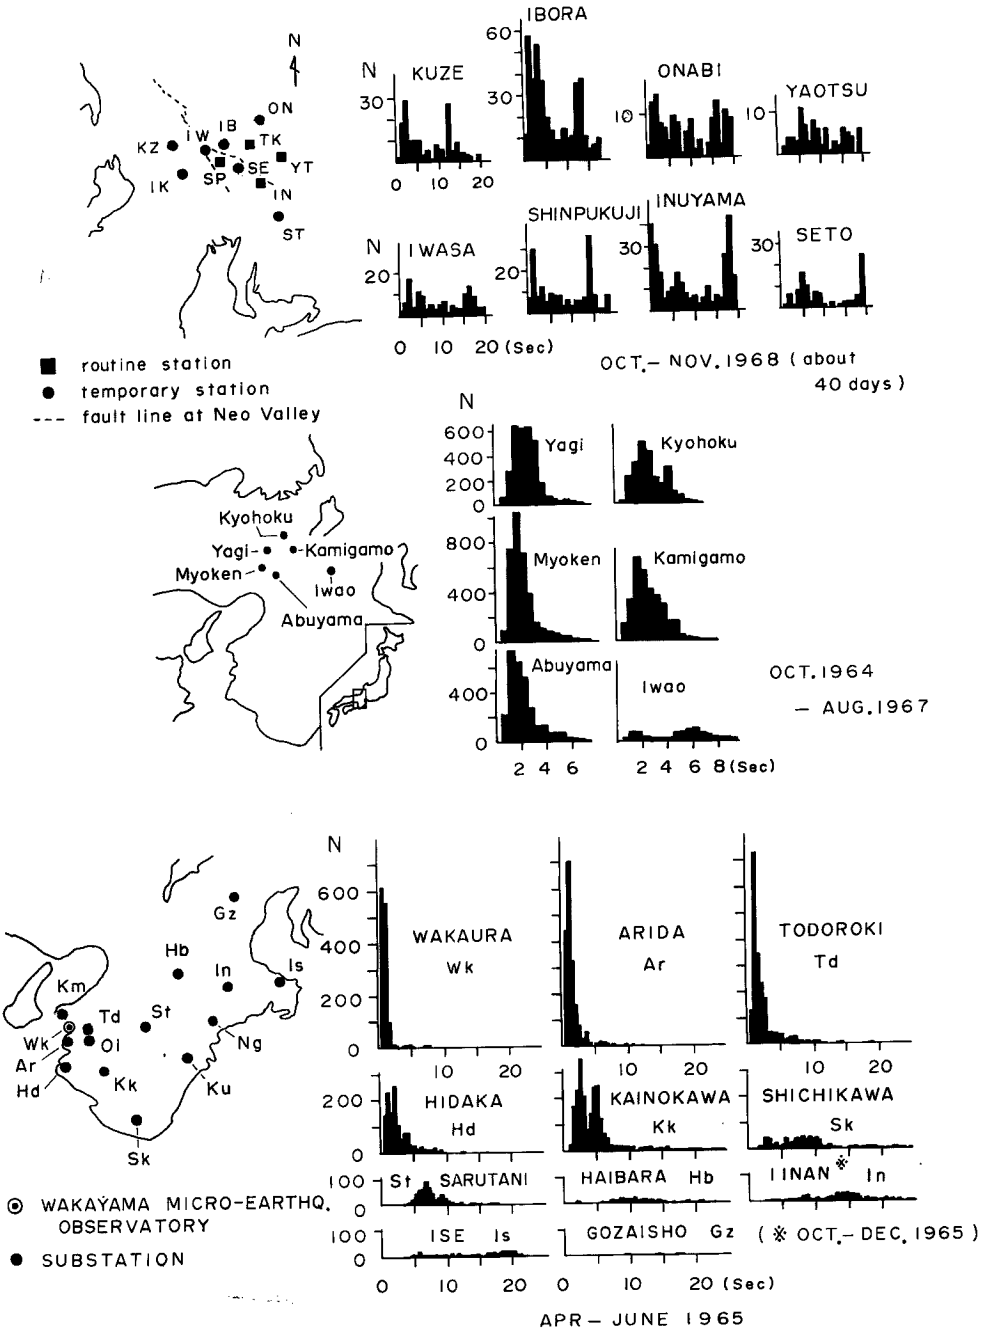 N
ON
IW
IB
TK
KZ
IK
SP
SE
YT
IN
ST
routine station
temporary station
fault line at Neo Valley
N
KUZE
30
0 10 20
IBORA
60
30
ONABI
10
YAOTSU
10
N
IWASA
20
0 10 20 (Sec)
SHINPUKUJI
20
INUYAMA
30
SETO
30
OCT.– NOV. 1968 ( about
40 days )
Kyohoku
Yagi
Kamigamo
Myoken
Iwao
Abuyama
N
600
400
200
0
Yagi
Kyohoku
800
400
0
Myoken
Kamigamo
400
0
Abuyama
Iwao
2 4 6
2 4 6 8 (Sec)
OCT. 1964
– AUG. 1967
Gz
Hb
In
Is
Km
Td
St
Wk
Oi
Ng
Ar
Hd
Kk
Ku
Sk
WAKAYAMA MICRO-EARTHQ.
OBSERVATORY
SUBSTATION
N
600
400
200
0
WAKAURA
Wk
10 20
ARIDA
Ar
10 20
TODOROKI
Td
10 20
200
0
HIDAKA
Hd
KAINOKAWA
Kk
SHICHIKAWA
Sk
100
0
St SARUTANI
HAIBARA Hb
IINAN※ In
100
0
ISE Is
GOZAISHO Gz
( ※ OCT.– DEC. 1965 )
0 10 20
0 10 20 (Sec)
APR – JUNE 1965